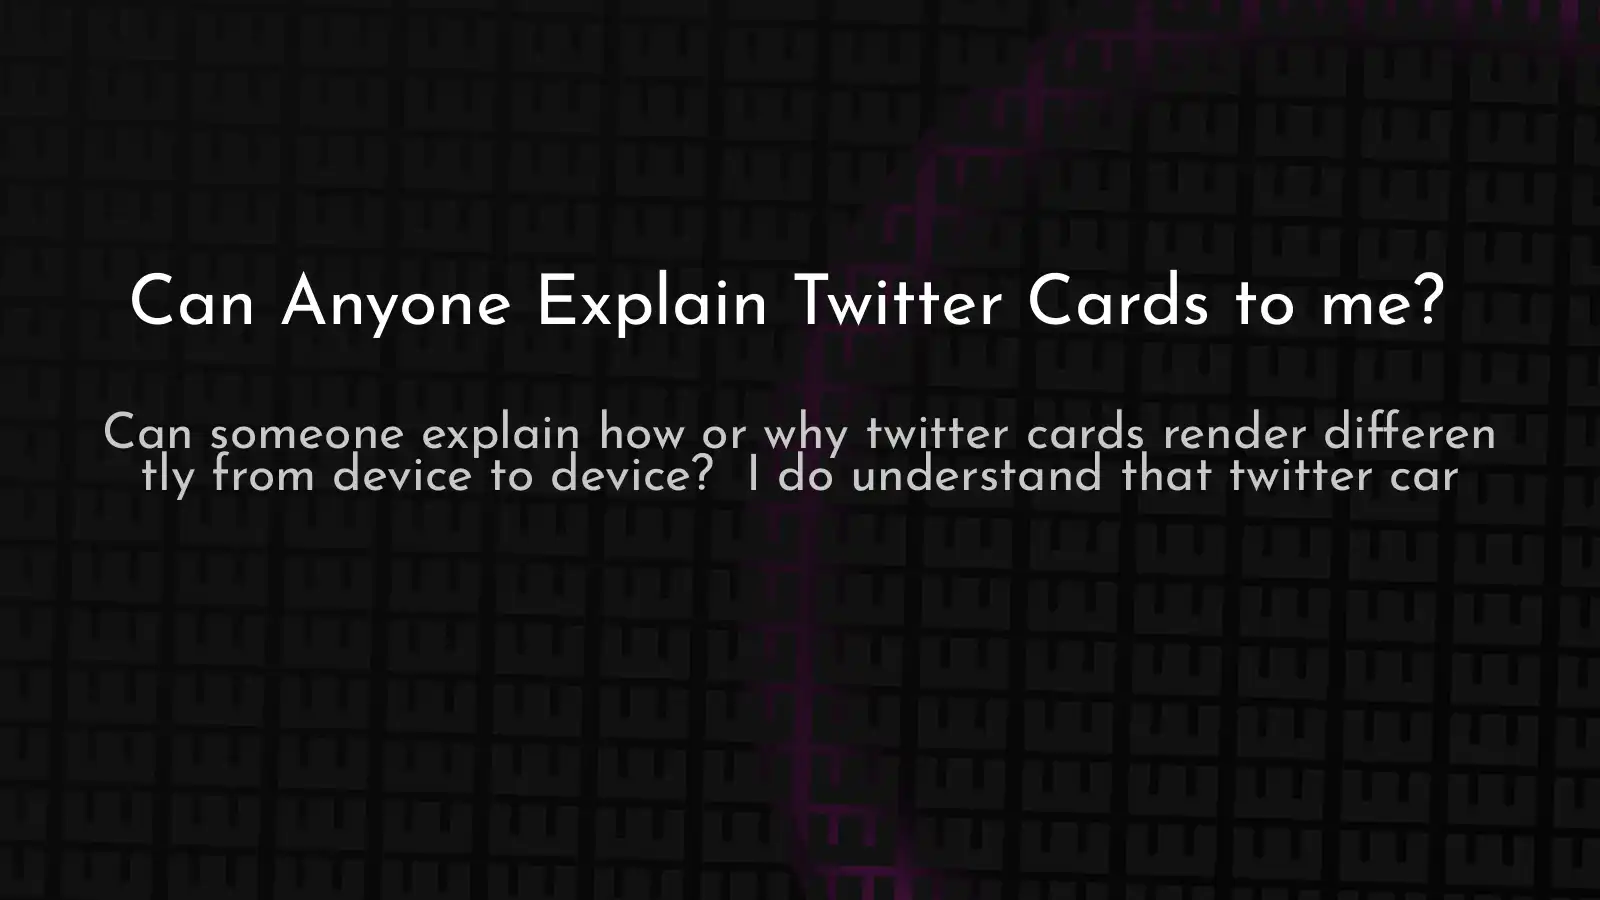 Can Anyone Explain Twitter Cards to me?
Can someone explain how or why twitter cards render differen
tly from device to device?  I do understand that twitter car